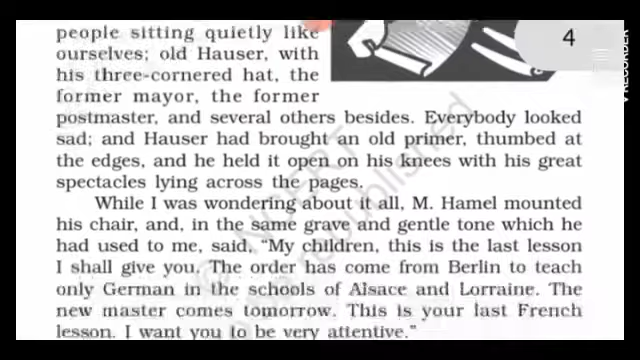 people sitting quietly like
ourselves; old Hauser, with
his three-cornered hat, the
former mayor, the former
postmaster, and several others besides. Everybody looked
sad; and Hauser had brought an old primer, thumbed at
the edges, and he held it open on his knees with his great
spectacles lying across the pages.
While I was wondering about it all, M. Hamel mounted
his chair, and, in the same grave and gentle tone which he
had used to me, said, “My children, this is the last lesson
I shall give you. The order has come from Berlin to teach
only German in the schools of Alsace and Lorraine. The
new master comes tomorrow. This is your last French
lesson. I want you to be very attentive.”
4
RECORDER
© NCERT
republished